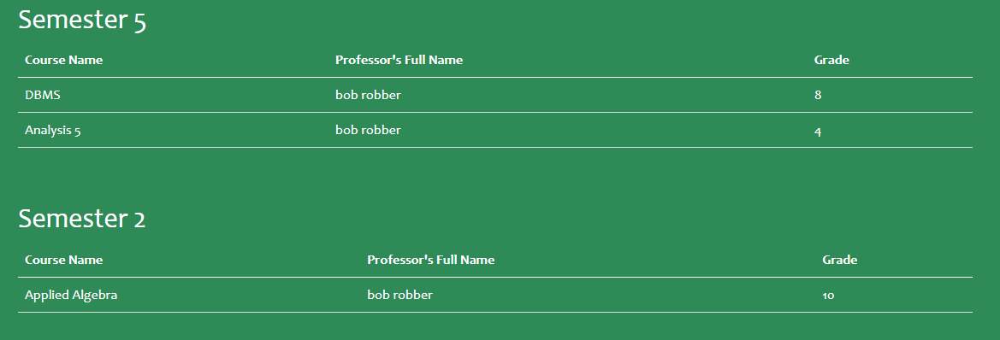 Semester 5
Course Name Professor's Full Name Grade
DBMS bob robber 8
Analysis 5 bob robber 4
Semester 2
Course Name Professor's Full Name Grade
Applied Algebra bob robber 10